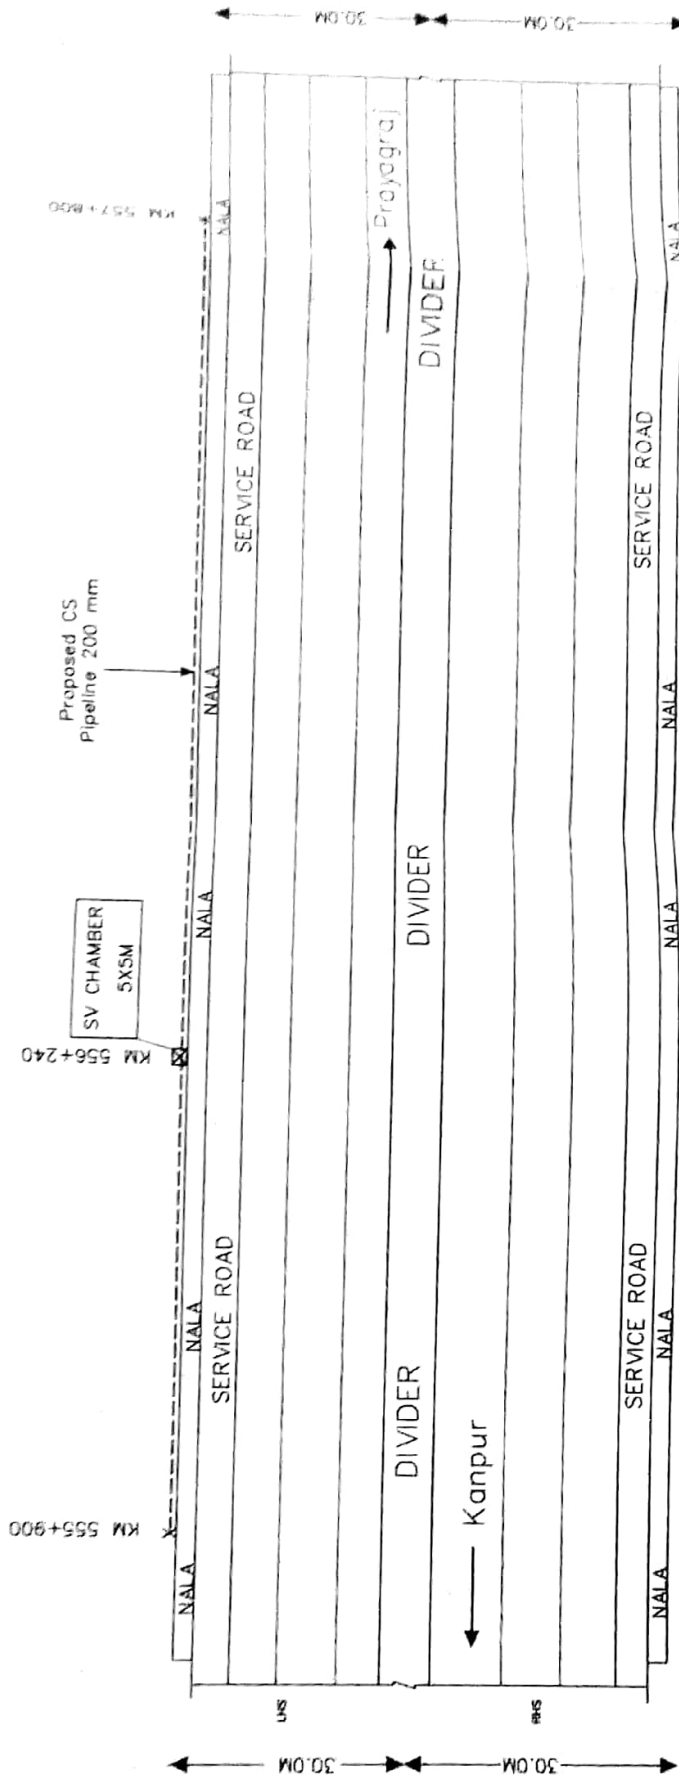 30.0M
30.0M
KM 557+800
NALA
NALA
Prayagraj
DIVIDER
SERVICE ROAD
SERVICE ROAD
Proposed CS
Pipeline 200 mm
NALA
NALA
SV CHAMBER
5X5M
KM 556+240
NALA
DIVIDER
NALA
SERVICE ROAD
SERVICE ROAD
NALA
NALA
DIVIDER
Kanpur
KM 555+900
NALA
NALA
LHS
RHS
30.0M
30.0M